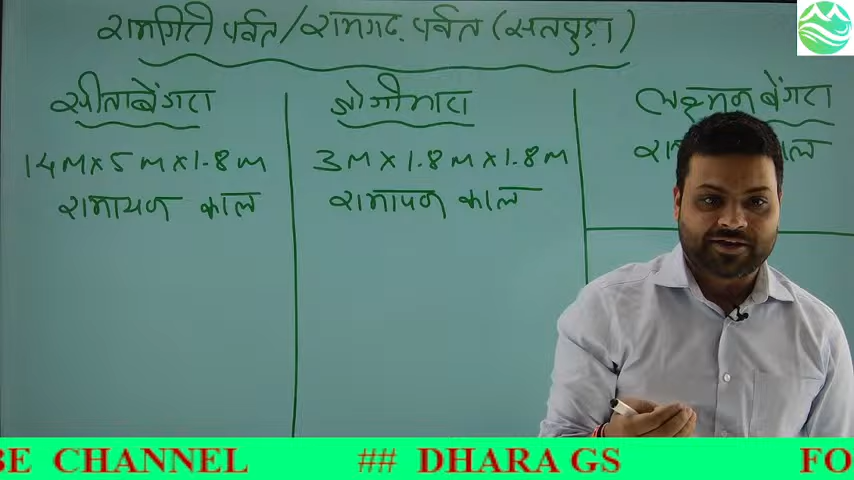 रामगिरी पर्वत/रामगढ़ पर्वत (सतपुड़ा)
सीताबेंगरा
14M×5M×1.8M
रामायण काल
जोगीमारा
3M×1.8M×1.8M
रामायण काल
लक्ष्मण बेंगरा
BE CHANNEL ## DHARA GS FO